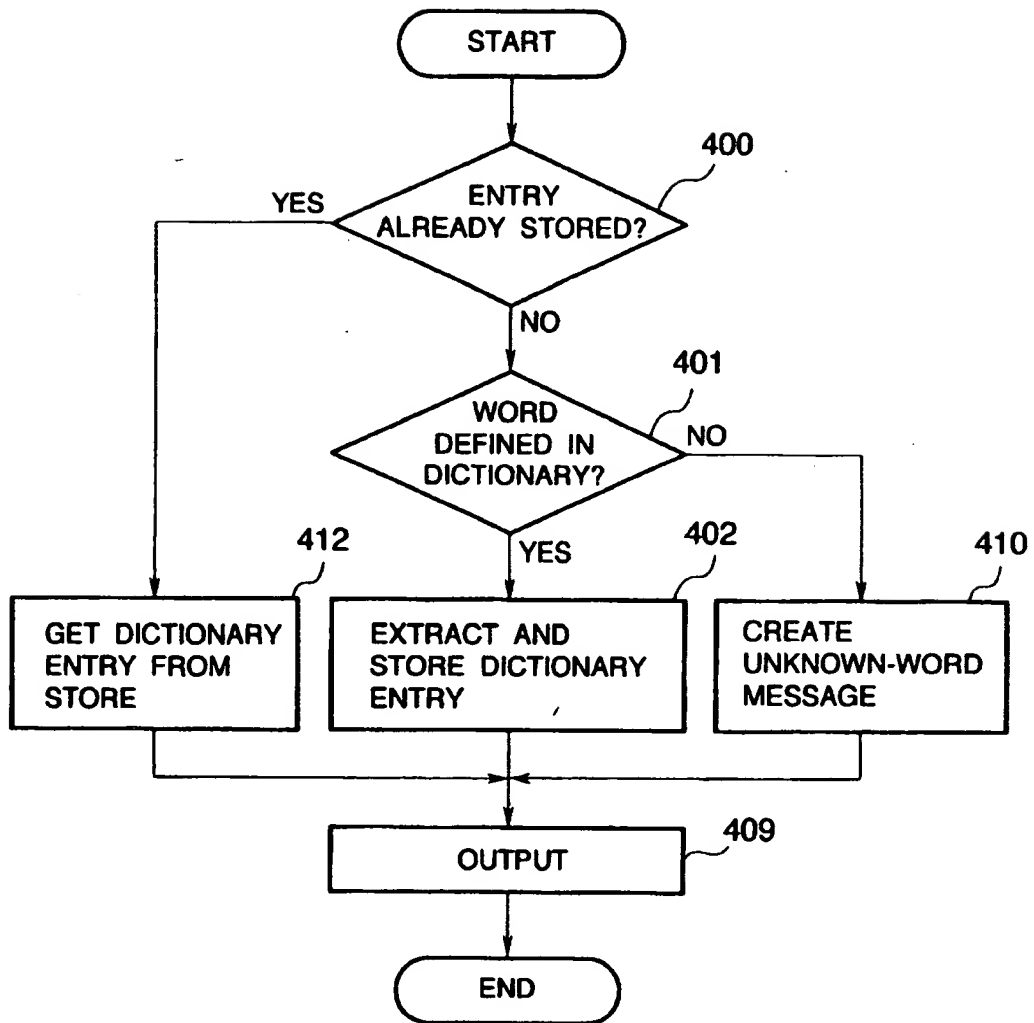 START
400
YES
ENTRY
ALREADY STORED?
NO
401
WORD
DEFINED IN
DICTIONARY?
NO
YES
412
GET DICTIONARY
ENTRY FROM
STORE
402
EXTRACT AND
STORE DICTIONARY
ENTRY
410
CREATE
UNKNOWN-WORD
MESSAGE
OUTPUT
409
END